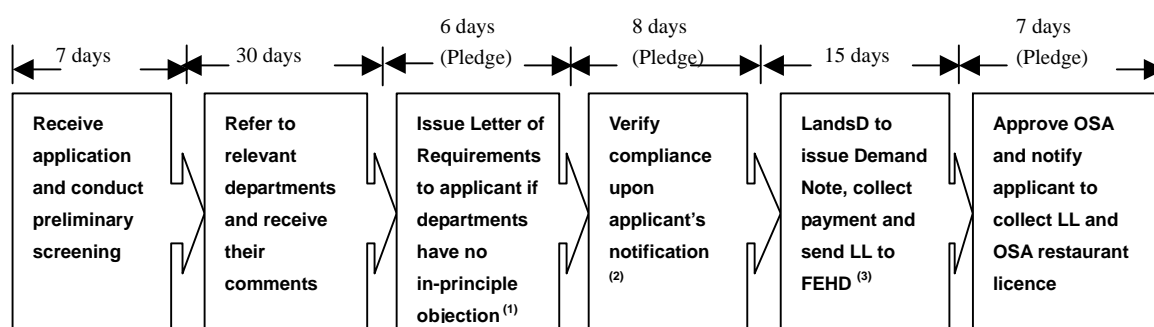 7 days
30 days
6 days
(Pledge)
8 days
(Pledge)
15 days
7 days
(Pledge)
Receive
application
and conduct
preliminary
screening
Refer to
relevant
departments
and receive
their
comments
Issue Letter of
Requirements
to applicant if
departments
have no
in-principle
objection (1)
Verify
compliance
upon
applicant’s
notification
(2)
LandsD to
issue Demand
Note, collect
payment and
send LL to
FEHD (3)
Approve OSA
and notify
applicant to
collect LL and
OSA restaurant
licence